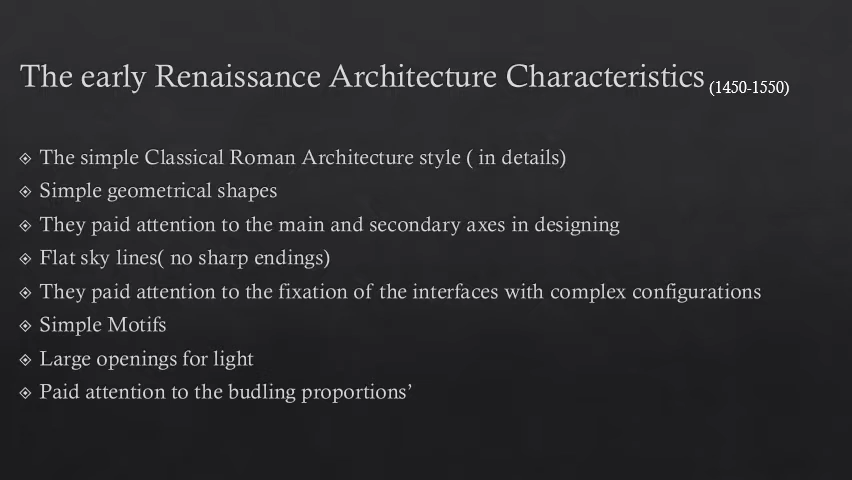 The early Renaissance Architecture Characteristics (1450-1550)
The simple Classical Roman Architecture style ( in details)
Simple geometrical shapes
They paid attention to the main and secondary axes in designing
Flat sky lines( no sharp endings)
They paid attention to the fixation of the interfaces with complex configurations
Simple Motifs
Large openings for light
Paid attention to the budling proportions’